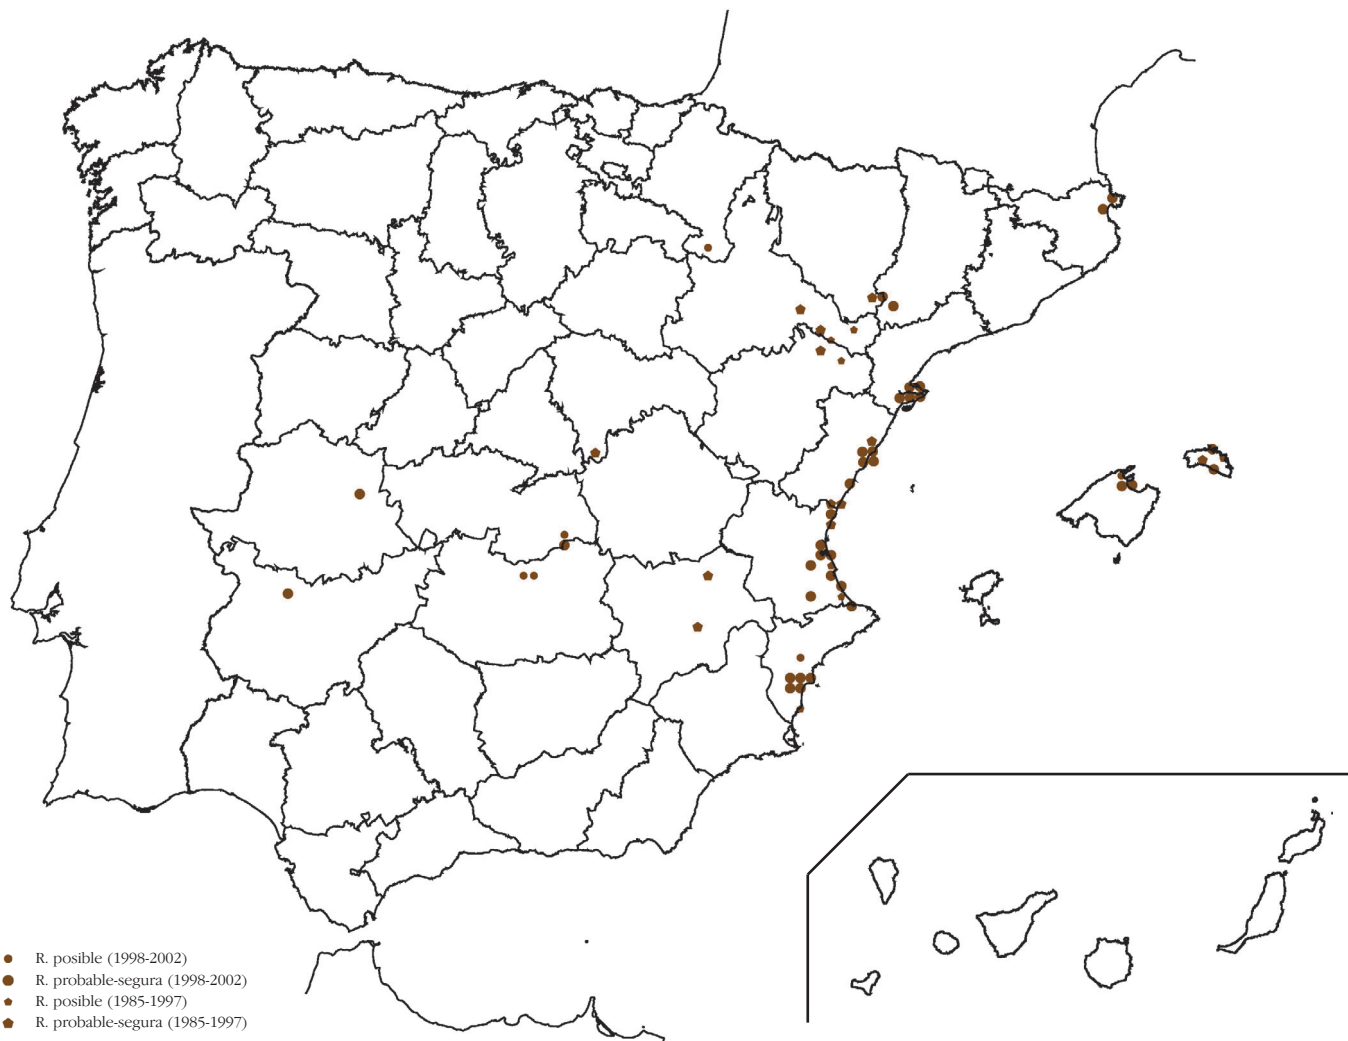 R. posible (1998-2002)
R. probable-segura (1998-2002)
R. posible (1985-1997)
R. probable-segura (1985-1997)